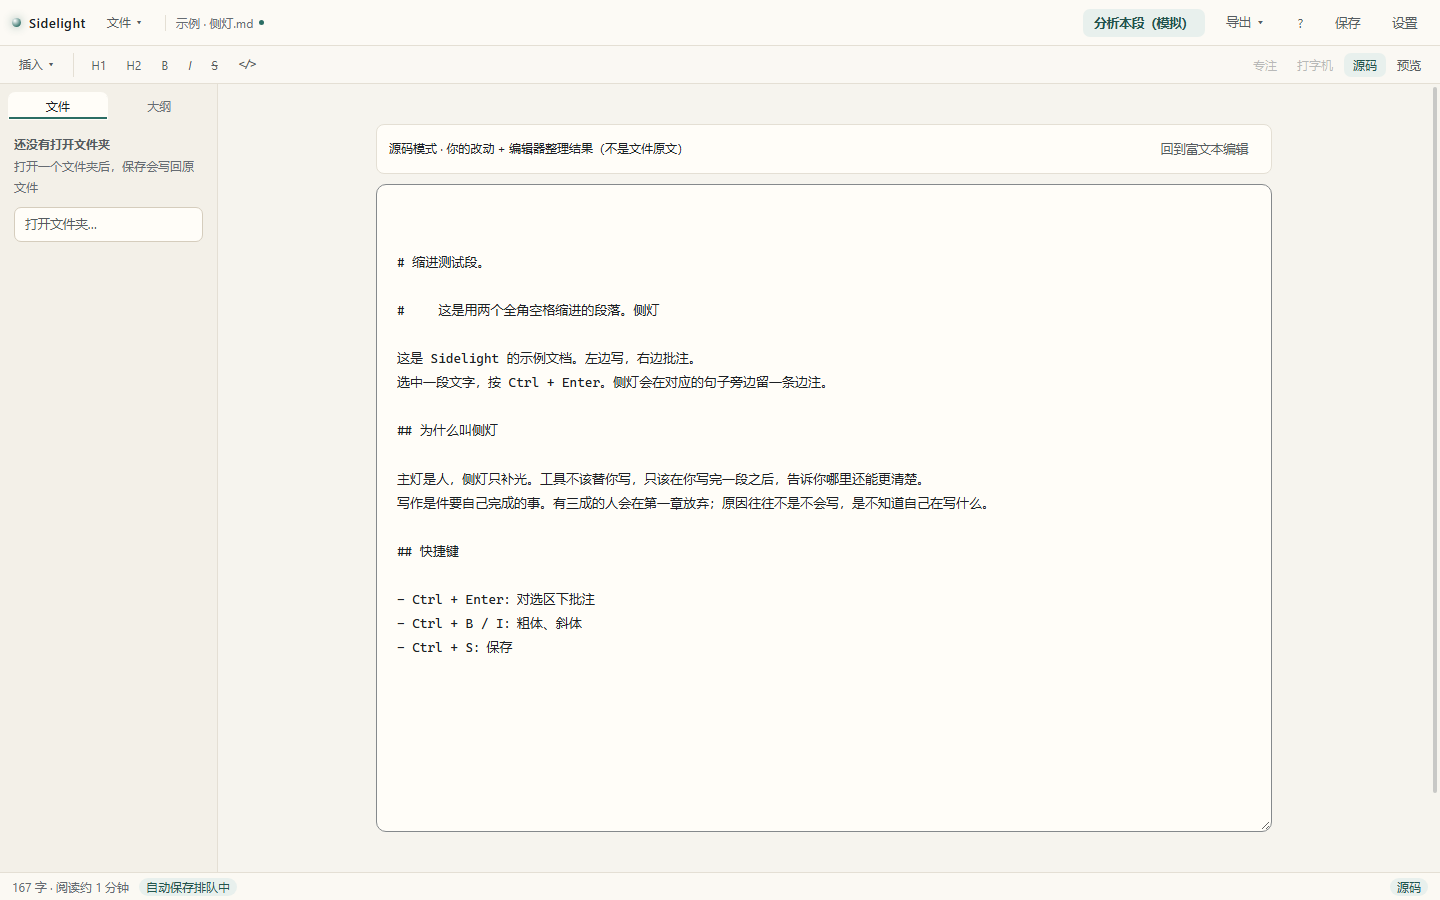 Sidelight 文件 ▾ 示例 · 侧灯.md 分析本段（模拟） 导出 ▾ ? 保存 设置
插入 ▾ H1 H2 B I S </> 专注 打字机 源码 预览
文件 大纲
还没有打开文件夹
打开一个文件夹后，保存会写回原
文件
打开文件夹...
源码模式 · 你的改动 + 编辑器整理结果（不是文件原文） 回到富文本编辑
# 缩进测试段。
#　　这是用两个全角空格缩进的段落。侧灯
这是 Sidelight 的示例文档。左边写，右边批注。
选中一段文字，按 Ctrl + Enter。侧灯会在对应的句子旁边留一条边注。
## 为什么叫侧灯
主灯是人，侧灯只补光。工具不该替你写，只该在你写完一段之后，告诉你哪里还能更清楚。
写作是件要自己完成的事。有三成的人会在第一章放弃；原因往往不是不会写，是不知道自己在写什么。
## 快捷键
- Ctrl + Enter：对选区下批注
- Ctrl + B / I：粗体、斜体
- Ctrl + S：保存
167 字 · 阅读约 1 分钟 自动保存排队中 源码